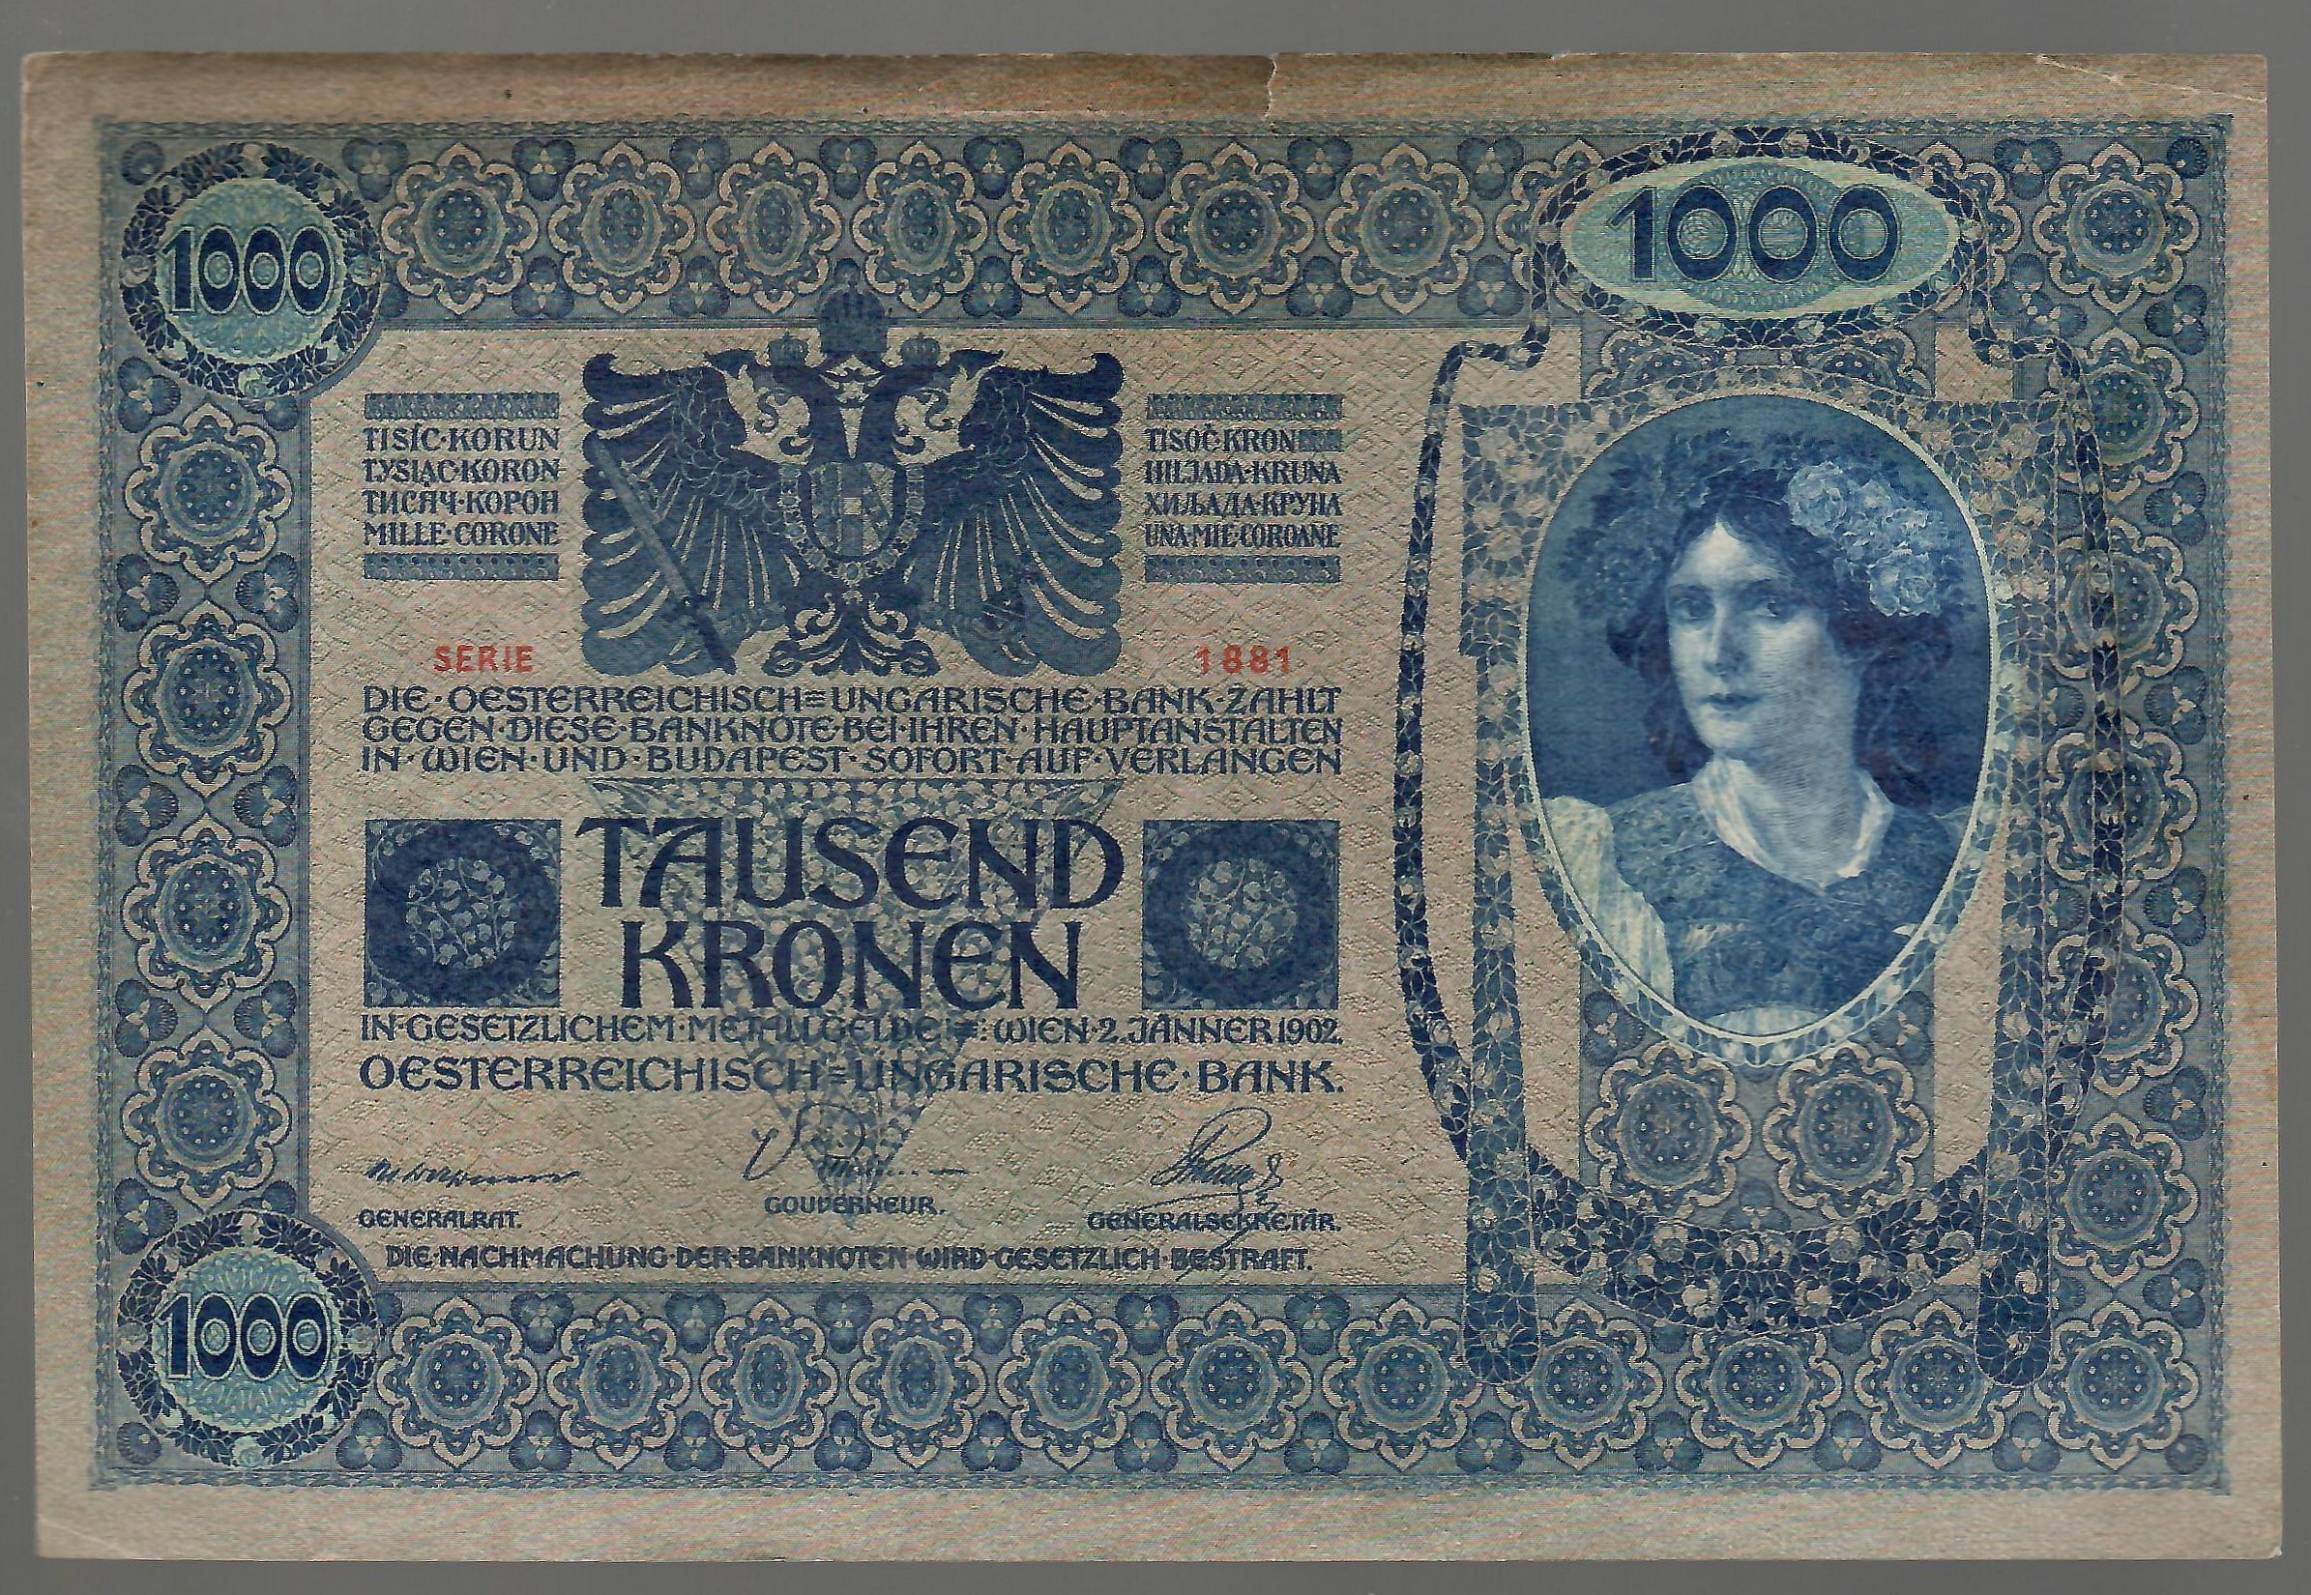 1000
1000
TISÍC·KORUN
TYSIĄC·KORON
ТИСЯЧ·КОРОН
MILLE·CORONE
TISOČ·KRON
HILJADA·KRUNA
ХИЉАДА·КРУНА
UNA·MIE·COROANE
SERIE 1881
DIE·OESTERREICHISCH=UNGARISCHE·BANK·ZAHLT
GEGEN·DIESE·BANKNOTE·BEI·IHREN·HAUPTANSTALTEN
IN·WIEN·UND·BUDAPEST·SOFORT·AUF·VERLANGEN
TAUSEND
KRONEN
IN·GESETZLICHEM·METALLGELDE·WIEN·2.JÄNNER 1902.
OESTERREICHISCH=UNGARISCHE·BANK.
GENERALRAT.
GOUVERNEUR.
GENERALSEKRETÄR.
DIE·NACHMACHUNG·DER·BANKNOTEN·WIRD·GESETZLICH·BESTRAFT.
1000